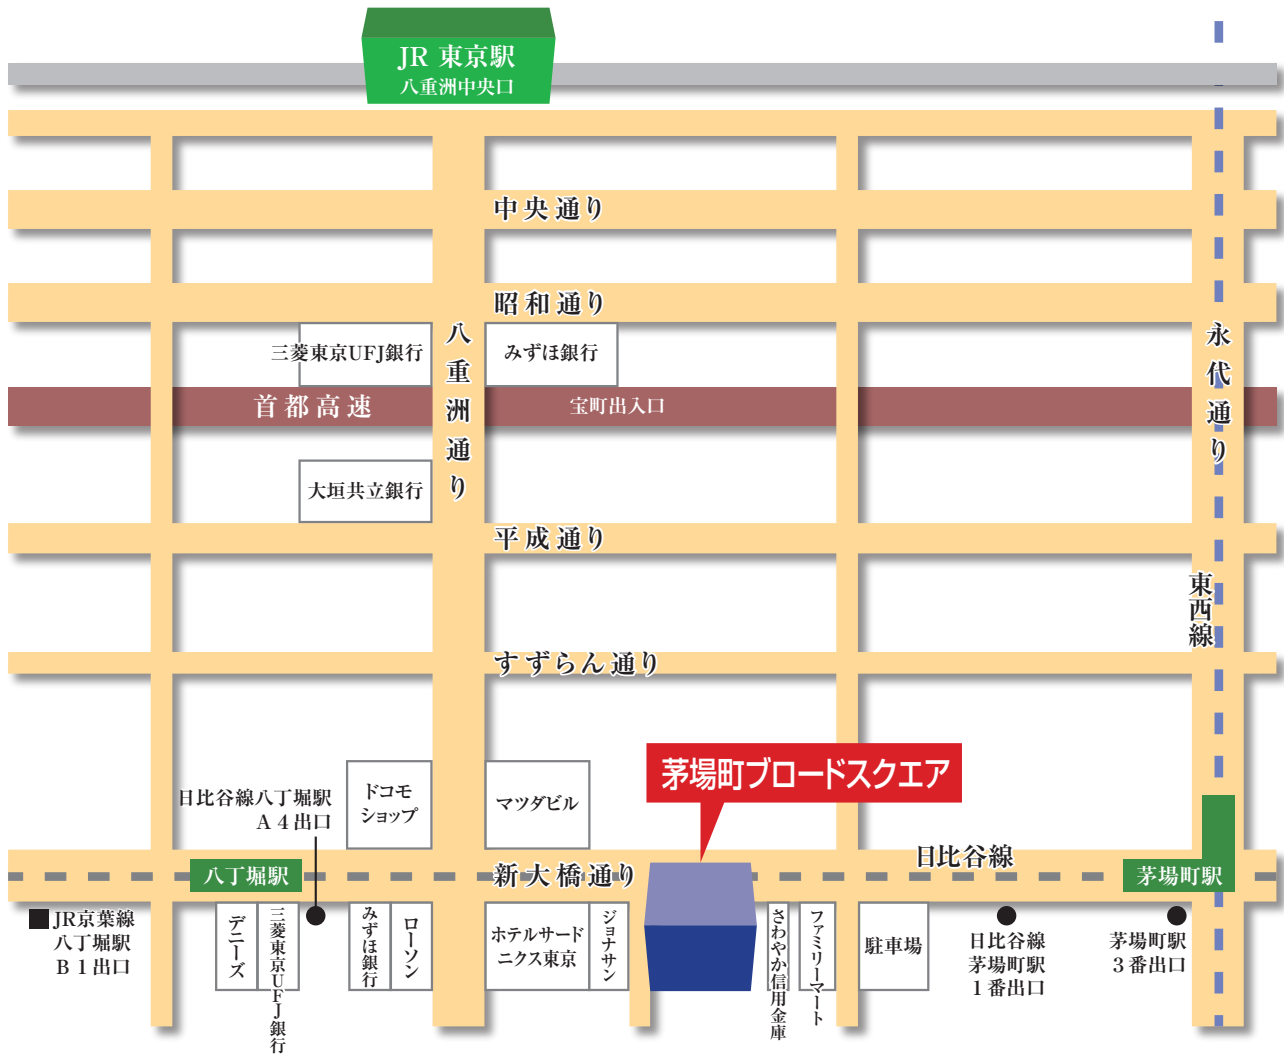 JR 東京駅
八重洲中央口
中央通り
昭和通り
三菱東京UFJ銀行
八重洲通り
みずほ銀行
永代通り
首都高速
宝町出入口
大垣共立銀行
平成通り
東西線
すずらん通り
茅場町ブロードスクエア
ドコモ
ショップ
マツダビル
日比谷線八丁堀駅
A4出口
八丁堀駅
新大橋通り
日比谷線
茅場町駅
JR京葉線
八丁堀駅
B1出口
デニーズ
三菱東京UFJ銀行
みずほ銀行
ローソン
ホテルサード
ニクス東京
ジョナサン
さわやか信用金庫
ファミリーマート
駐車場
日比谷線
茅場町駅
1番出口
茅場町駅
3番出口